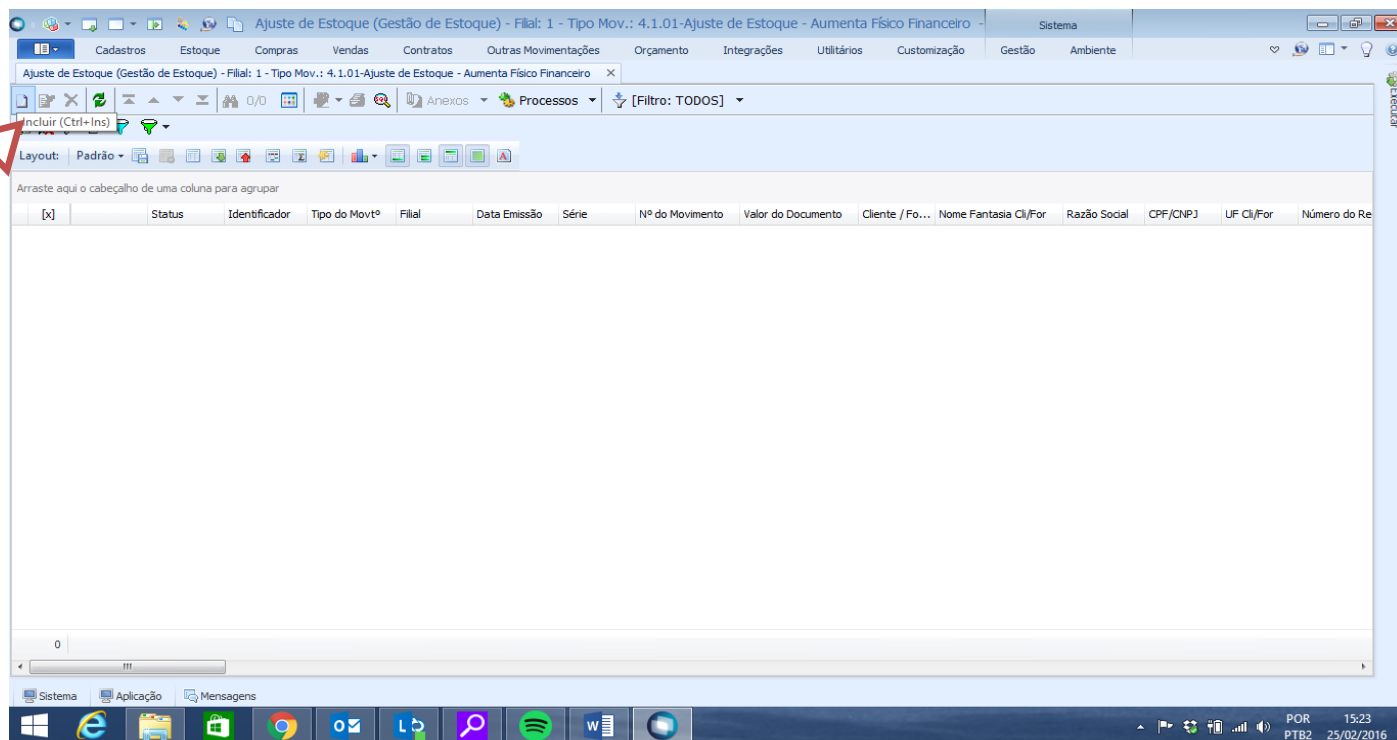 Ajuste de Estoque (Gestão de Estoque) - Filial: 1 - Tipo Mov.: 4.1.01-Ajuste de Estoque - Aumenta Físico Financeiro -
Sistema
Cadastros Estoque Compras Vendas Contratos Outras Movimentações Orçamento Integrações Utilitários Customização Gestão Ambiente
Ajuste de Estoque (Gestão de Estoque) - Filial: 1 - Tipo Mov.: 4.1.01-Ajuste de Estoque - Aumenta Físico Financeiro X
0/0 Anexos Processos [Filtro: TODOS]
Executar
Incluir (Ctrl+Ins)
Layout: Padrão
Arraste aqui o cabeçalho de uma coluna para agrupar
[x] Status Identificador Tipo do Movtº Filial Data Emissão Série Nº do Movimento Valor do Documento Cliente / Fo... Nome Fantasia Cli/For Razão Social CPF/CNPJ UF Cli/For Número do Re
0
Sistema Aplicação Mensagens
POR 15:23
PTB2 25/02/2016